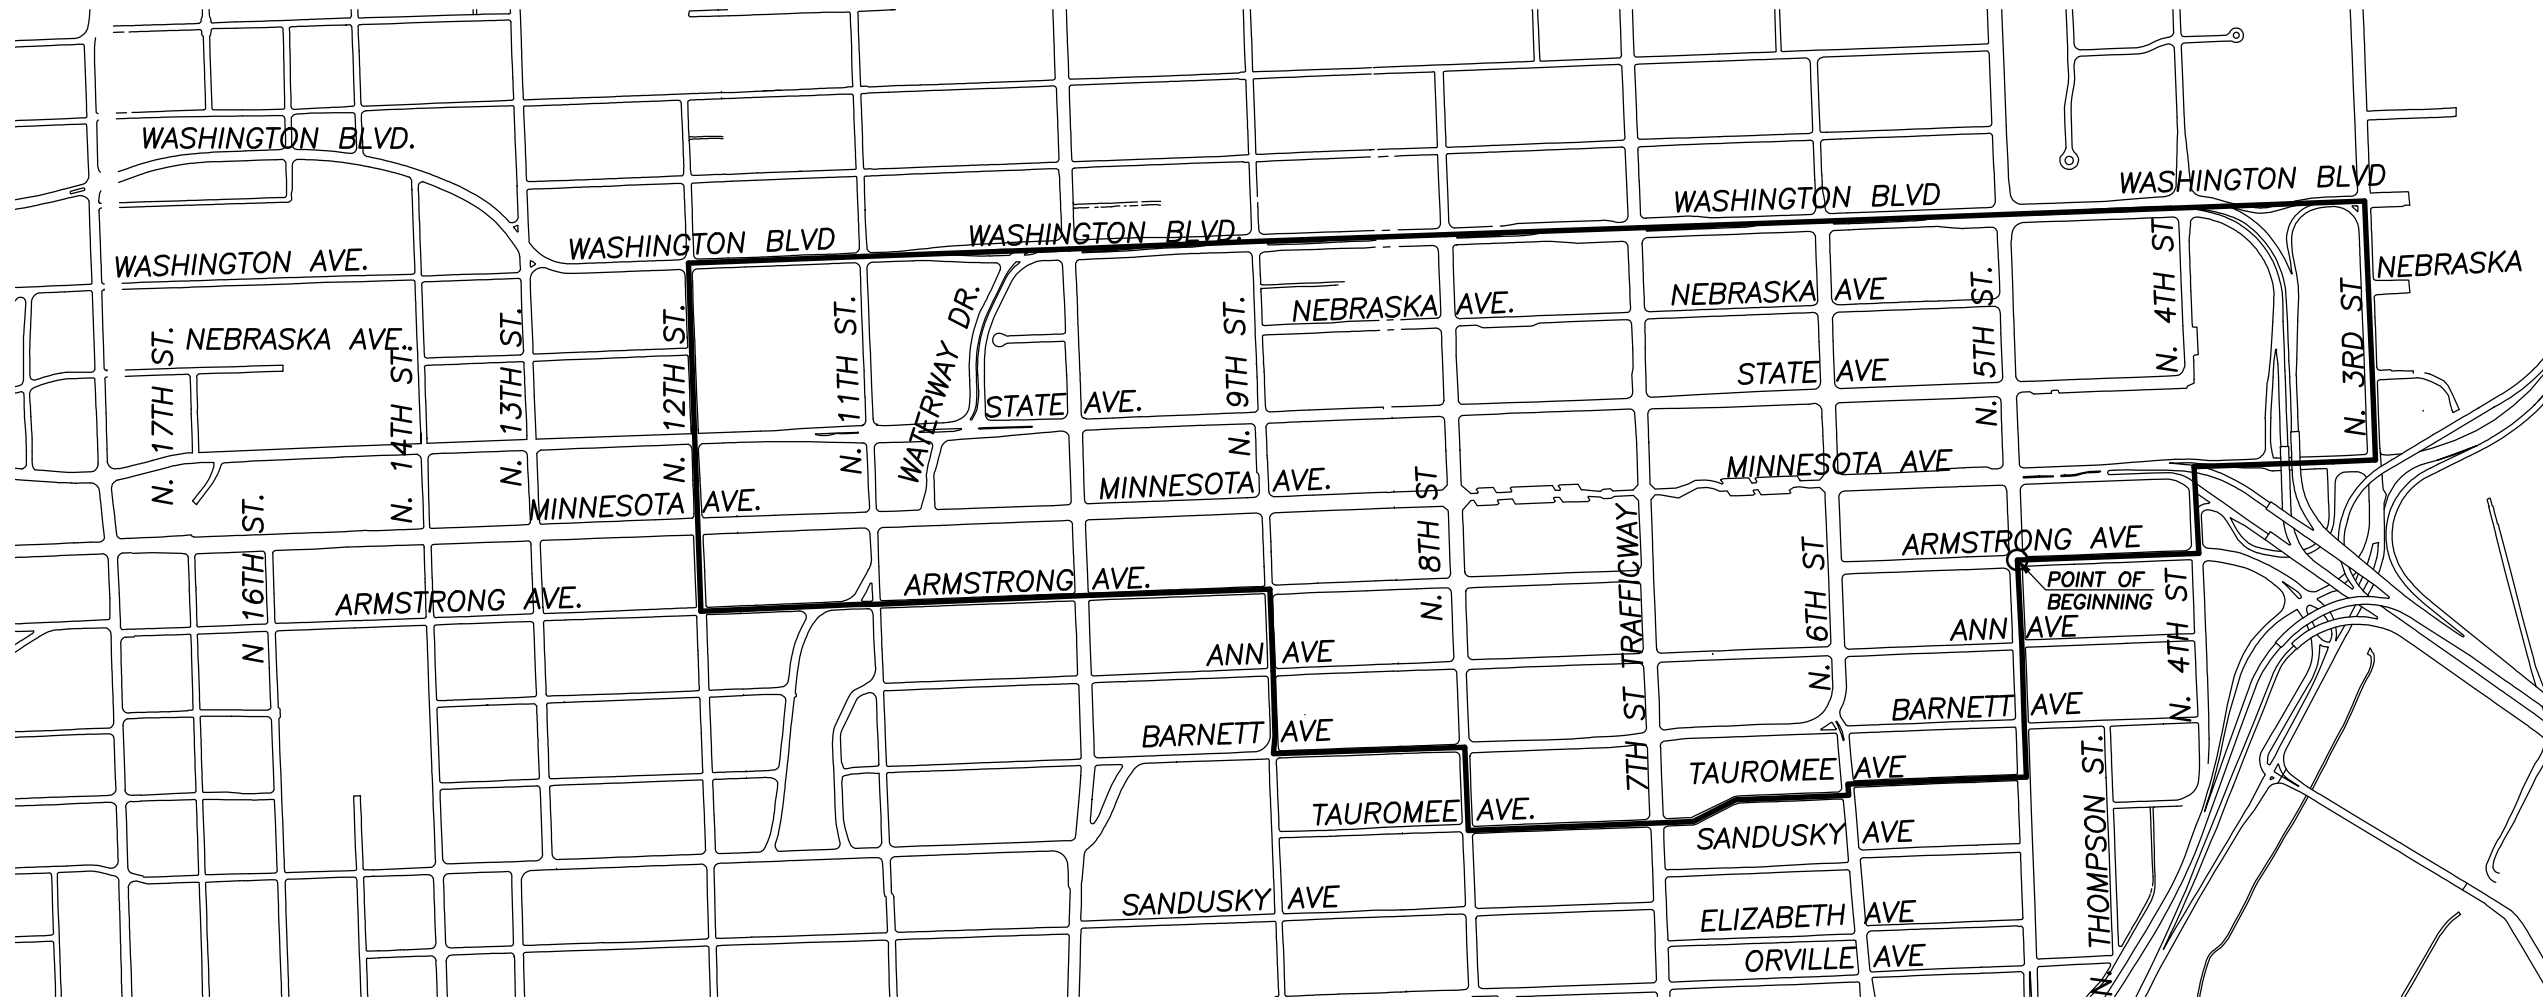 WASHINGTON BLVD.
WASHINGTON BLVD
WASHINGTON BLVD
WASHINGTON BLVD
WASHINGTON BLVD.
WASHINGTON AVE.
NEBRASKA
NEBRASKA AVE.
NEBRASKA AVE.
NEBRASKA AVE
STATE AVE
STATE AVE.
N. 17TH ST.
N 16TH ST.
N. 14TH ST.
N. 13TH ST.
N. 12TH ST.
N. 11TH ST.
WATERWAY DR.
N. 9TH ST.
N. 8TH ST
7TH ST TRAFFICWAY
N. 6TH ST
N. 5TH ST.
N. 4TH ST
N. 3RD ST
MINNESOTA AVE.
MINNESOTA AVE.
MINNESOTA AVE
ARMSTRONG AVE.
ARMSTRONG AVE.
ARMSTRONG AVE
POINT OF
BEGINNING
N. 4TH ST
ANN AVE
ANN AVE
BARNETT AVE
BARNETT AVE
TAUROMEE AVE
TAUROMEE AVE.
SANDUSKY AVE
SANDUSKY AVE
ELIZABETH AVE
ORVILLE AVE
N. THOMPSON ST.